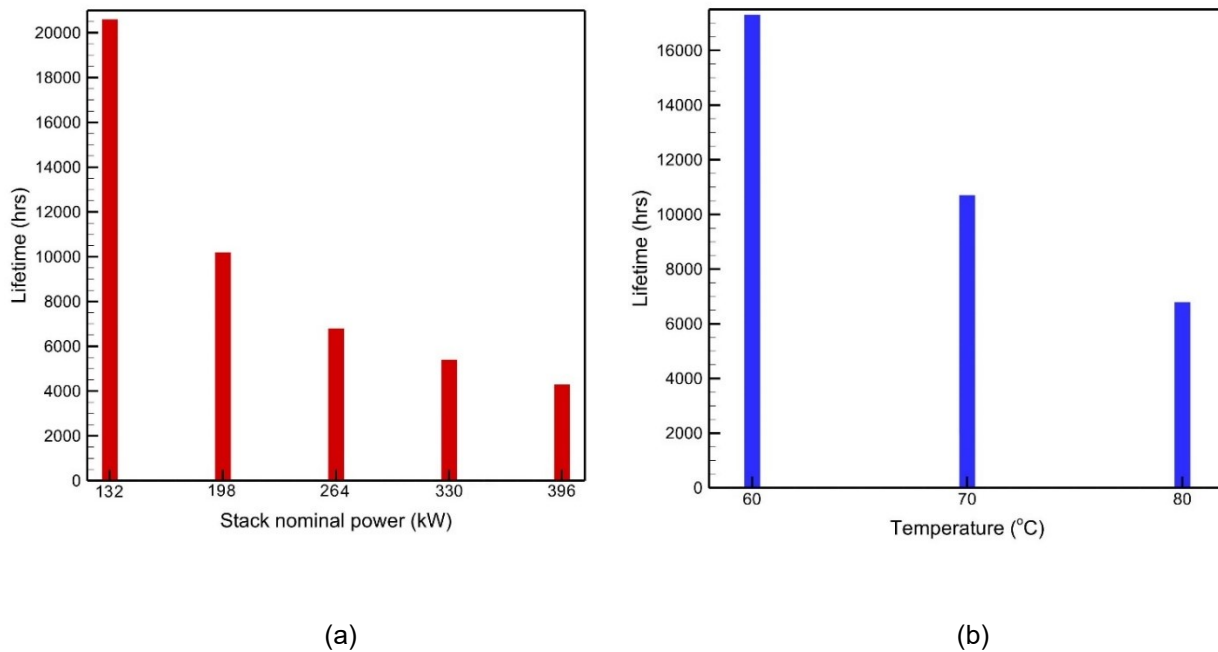 20000
18000
16000
14000
12000
10000
8000
6000
4000
2000
0
Lifetime (hrs)
132 198 264 330 396
Stack nominal power (kW)
(a)
16000
14000
12000
10000
8000
6000
4000
2000
0
Lifetime (hrs)
60 70 80
Temperature (°C)
(b)